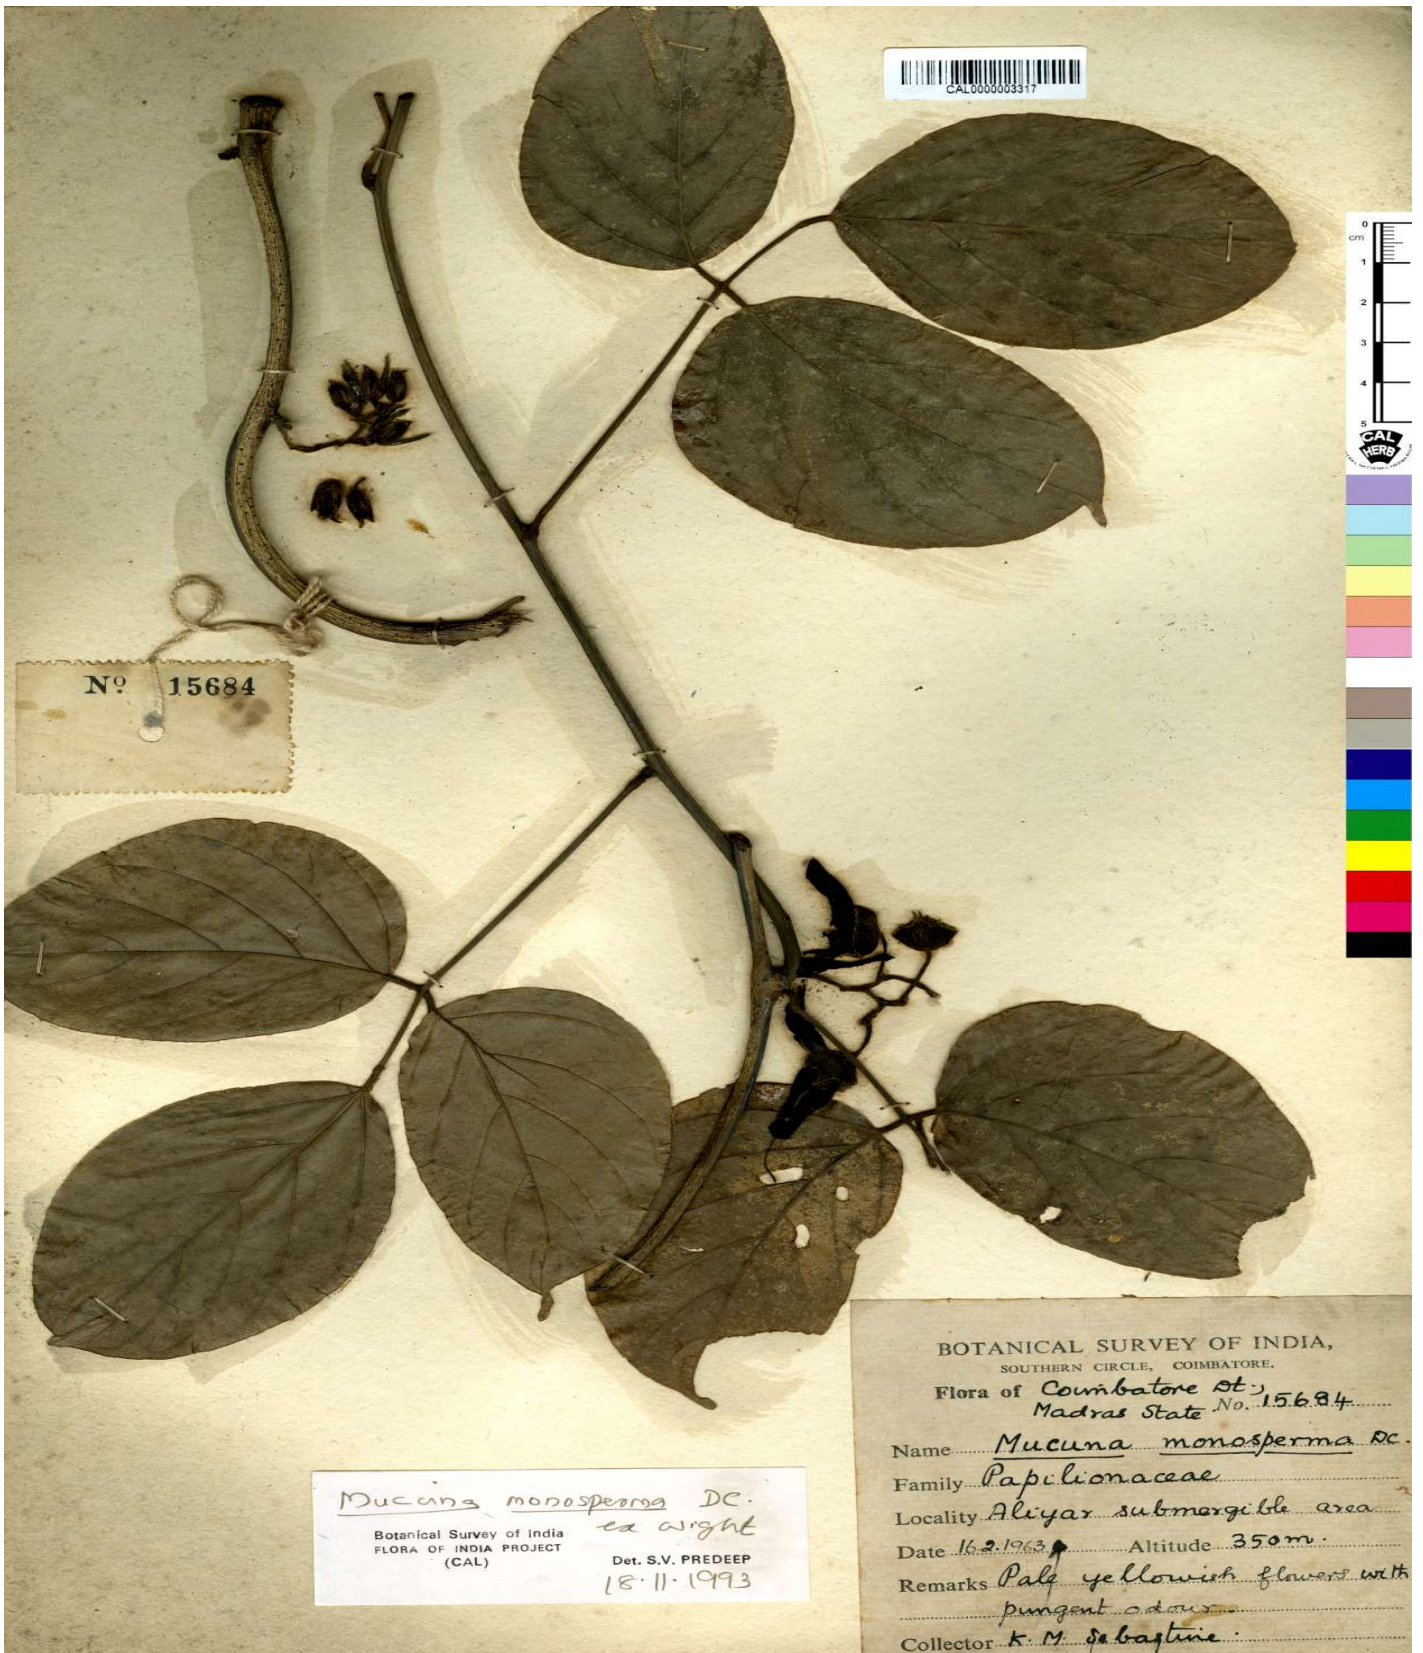 CAL0000003317
0
cm
1
2
3
4
5
CAL
HERB
Nº 15684
BOTANICAL SURVEY OF INDIA,
SOUTHERN CIRCLE, COIMBATORE.
Flora of Coimbatore Dt.,
Madras State No. 15684
Name Mucuna monosperma DC.
Family Papilionaceae
Locality Aliyar submergible area
Date 16.2.1963 Altitude 350m.
Remarks Pale yellowish flowers with
pungent odour.
Collector K. M. Sebastine.
Mucuna monosperma DC.
ex Wight
Botanical Survey of India
FLORA OF INDIA PROJECT
(CAL)
Det. S.V. PREDEEP
18.11.1993